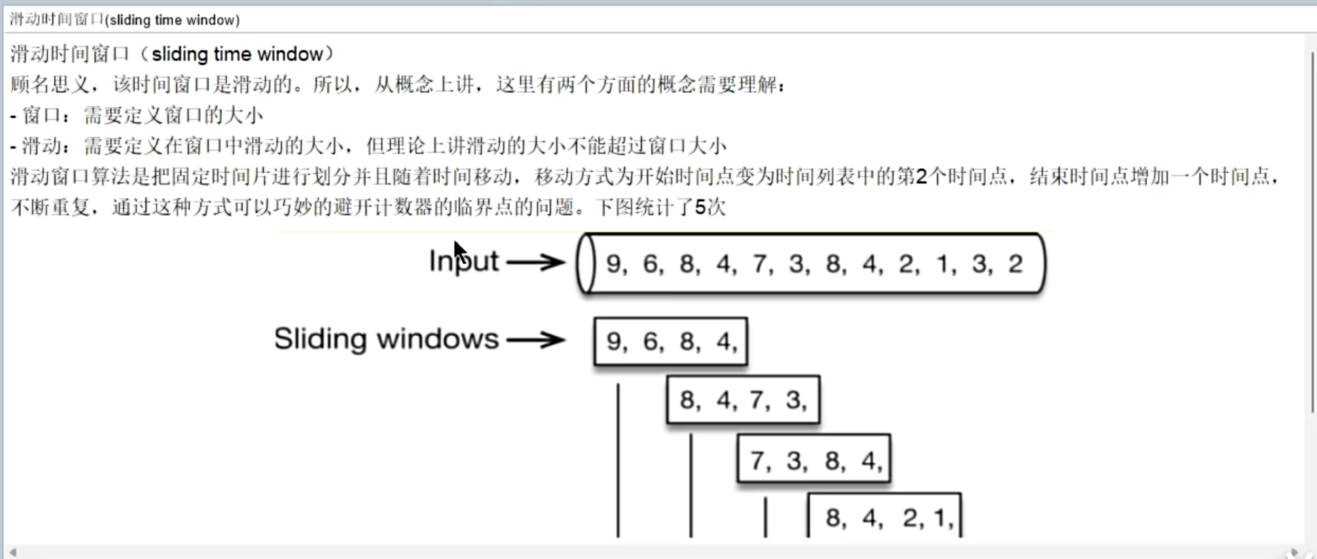 滑动时间窗口(sliding time window)
滑动时间窗口（sliding time window）
顾名思义，该时间窗口是滑动的。所以，从概念上讲，这里有两个方面的概念需要理解：
- 窗口：需要定义窗口的大小
- 滑动：需要定义在窗口中滑动的大小，但理论上讲滑动的大小不能超过窗口大小
滑动窗口算法是把固定时间片进行划分并且随着时间移动，移动方式为开始时间点变为时间列表中的第2个时间点，结束时间点增加一个时间点，
不断重复，通过这种方式可以巧妙的避开计数器的临界点的问题。下图统计了5次
Input 9, 6, 8, 4, 7, 3, 8, 4, 2, 1, 3, 2
Sliding windows 9, 6, 8, 4,
8, 4, 7, 3,
7, 3, 8, 4,
8, 4, 2, 1,